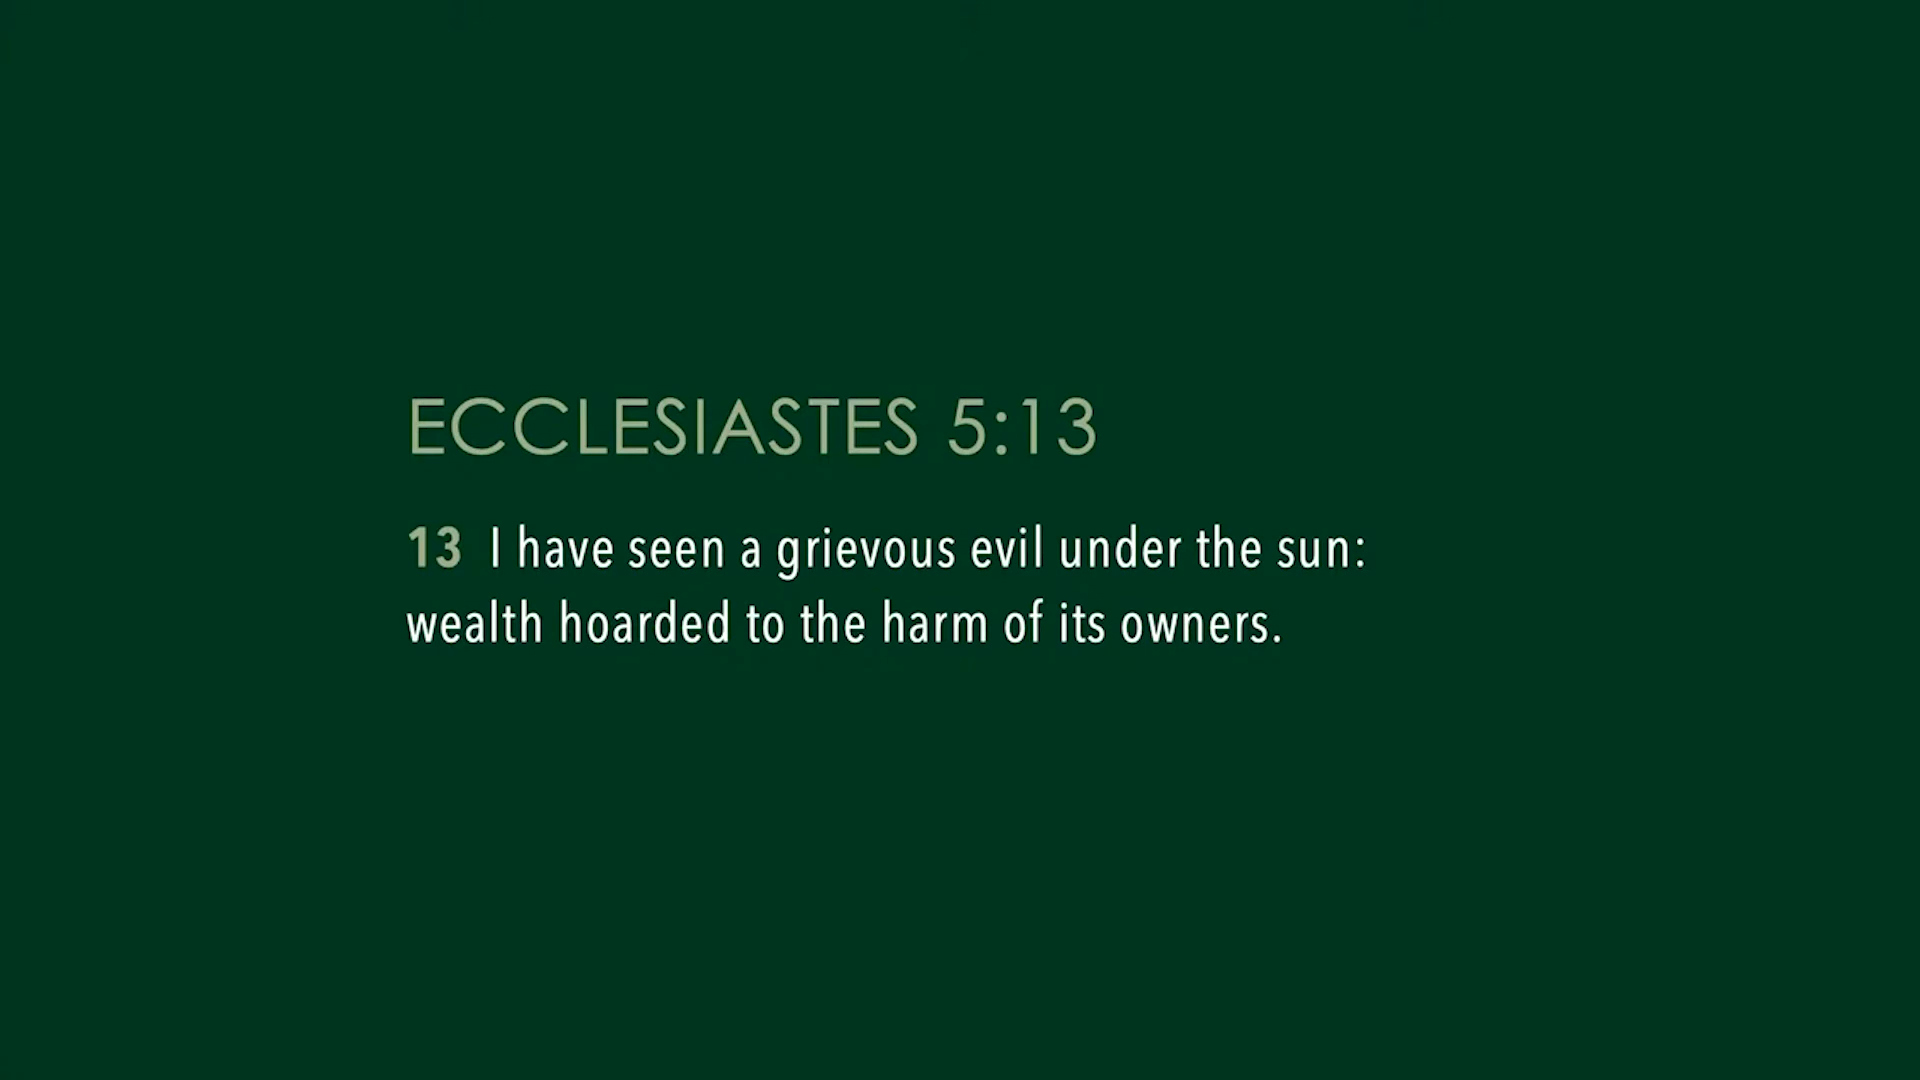 ECCLESIASTES 5:13
13 I have seen a grievous evil under the sun:
wealth hoarded to the harm of its owners.